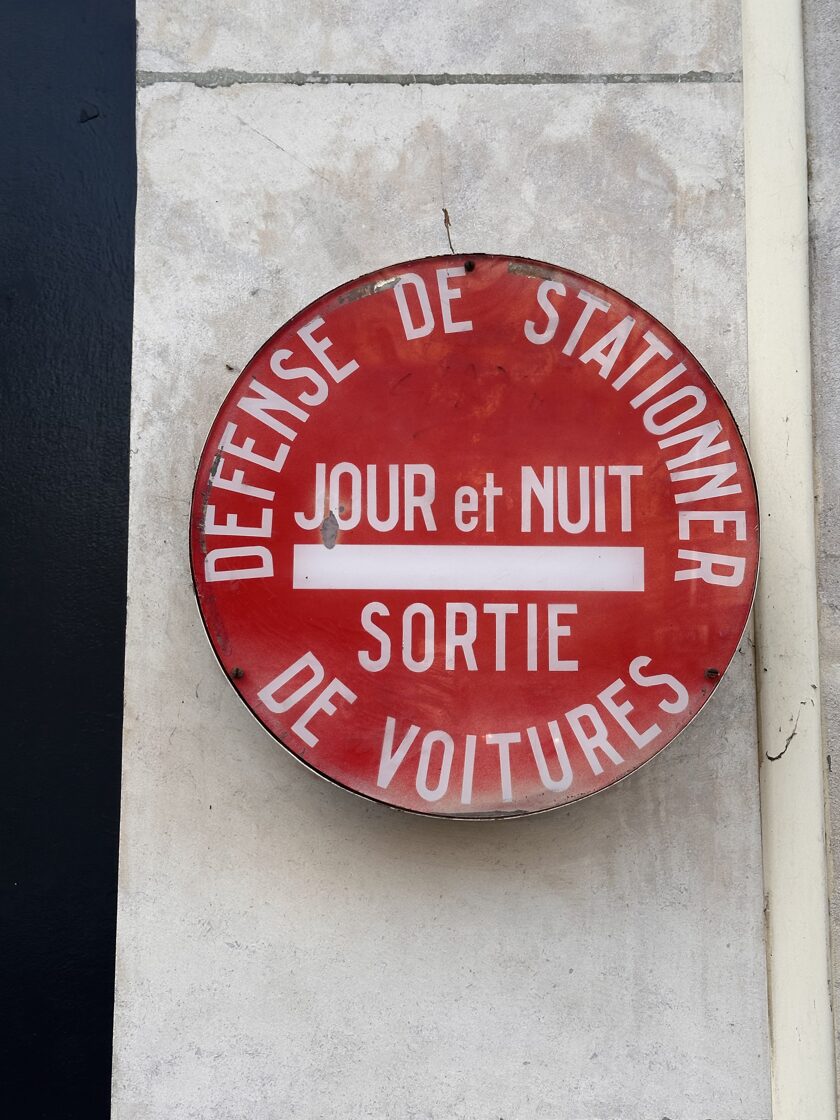 DEFENSE DE STATIONNER
JOUR et NUIT
SORTIE
DE VOITURES